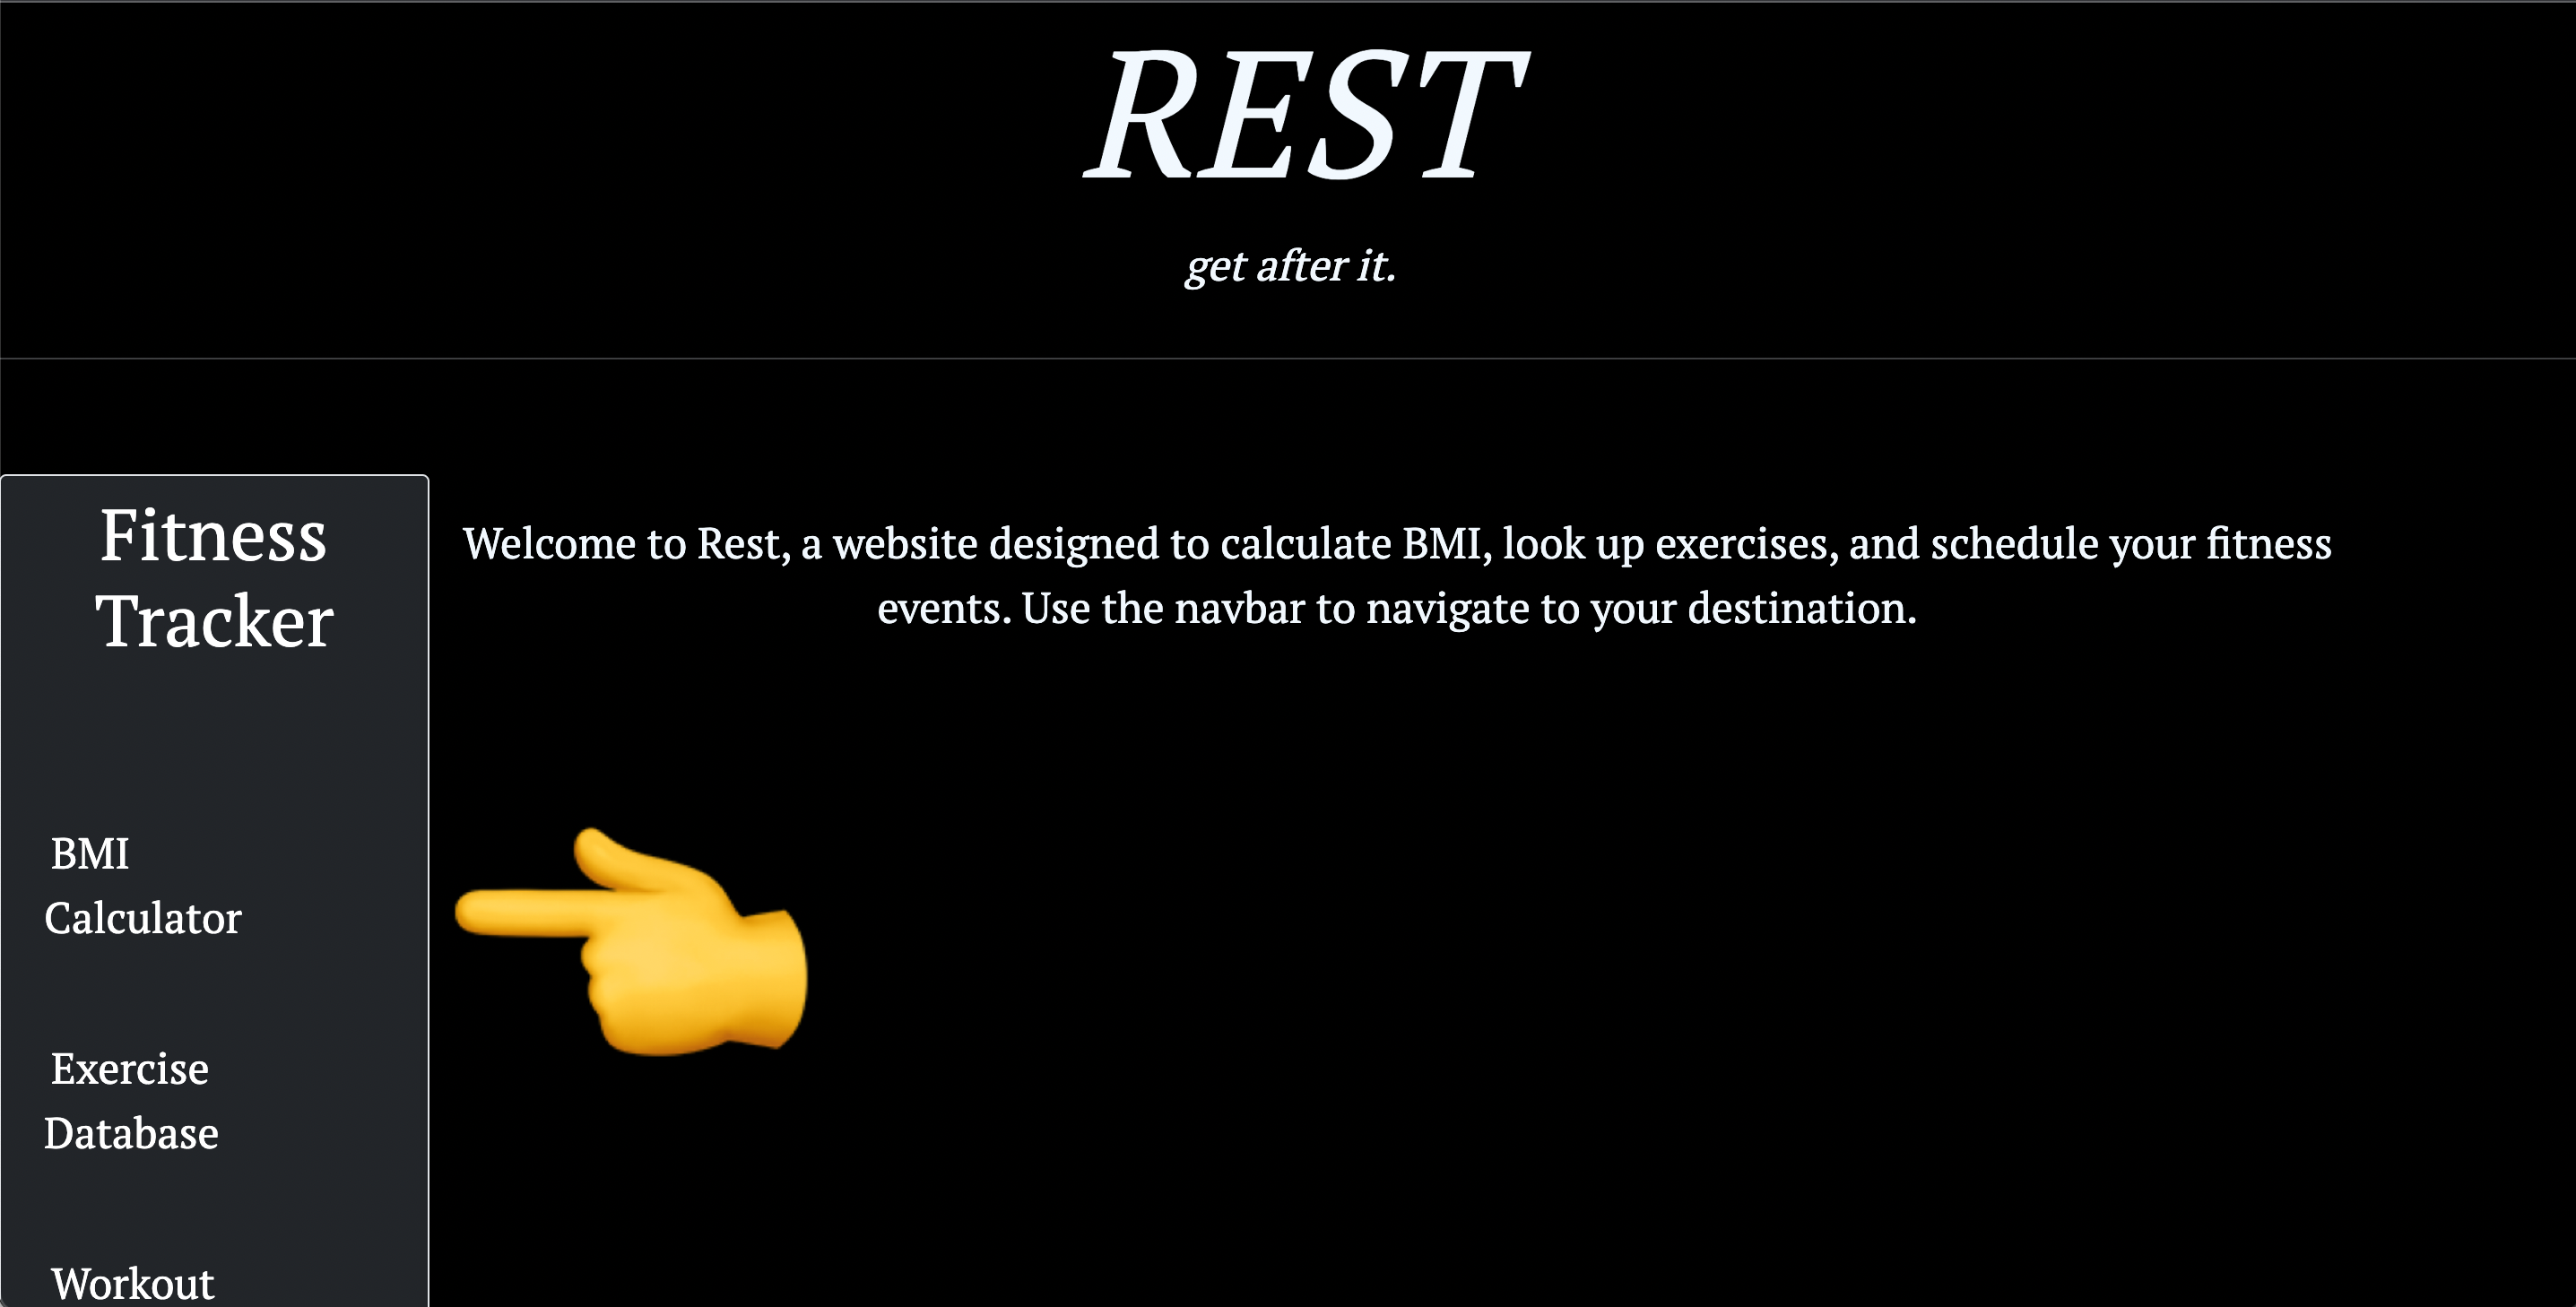 REST
get after it.
Fitness
Tracker
Welcome to Rest, a website designed to calculate BMI, look up exercises, and schedule your fitness
events. Use the navbar to navigate to your destination.
BMI
Calculator
Exercise
Database
Workout